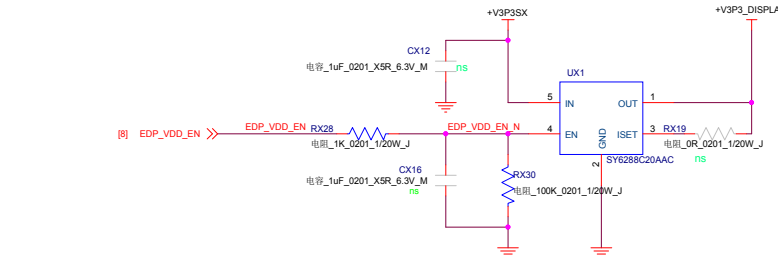 +V3P3SX
+V3P3_DISPLA
CX12
电容_1uF_0201_X5R_6.3V_M
ns
UX1
5
IN
OUT
1
[8]
EDP_VDD_EN
EDP_VDD_EN
RX28
电阻_1K_0201_1/20W_J
EDP_VDD_EN_N
4
EN
GND
ISET
3
RX19
电阻_0R_0201_1/20W_J
ns
2
SY6288C20AAC
CX16
电容_1uF_0201_X5R_6.3V_M
ns
RX30
电阻_100K_0201_1/20W_J